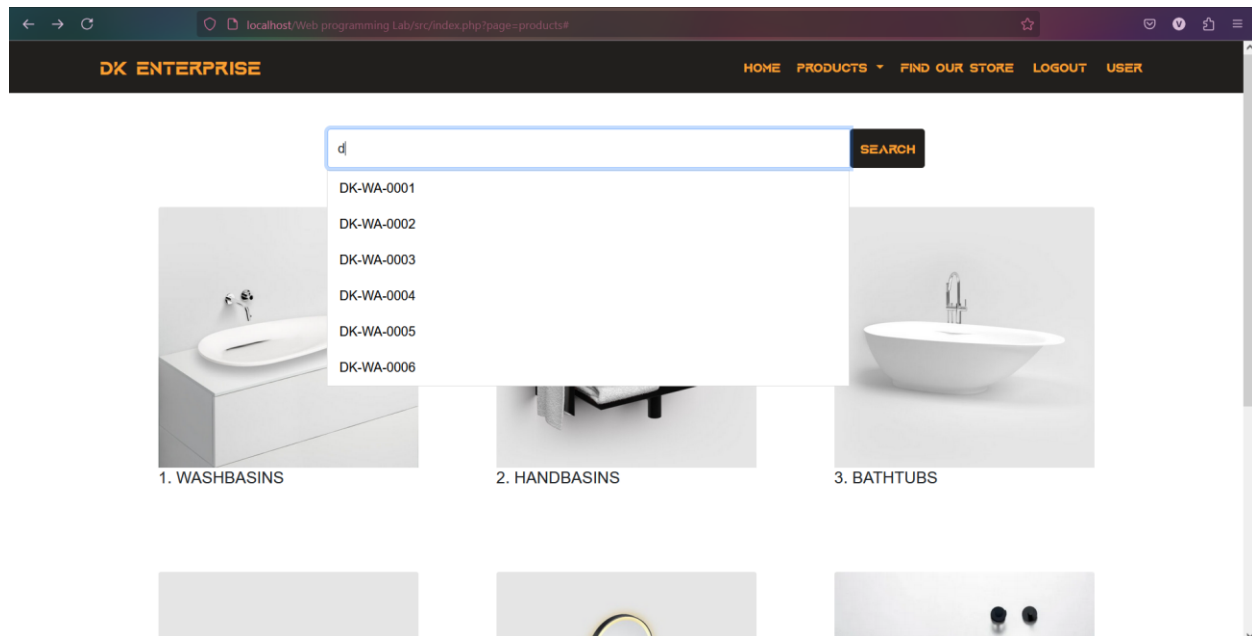 localhost/Web programming Lab/src/index.php?page=products#
V
DK ENTERPRISE
HOME PRODUCTS FIND OUR STORE LOGOUT USER
d
SEARCH
DK-WA-0001
DK-WA-0002
DK-WA-0003
DK-WA-0004
DK-WA-0005
DK-WA-0006
1. WASHBASINS
2. HANDBASINS
3. BATHTUBS